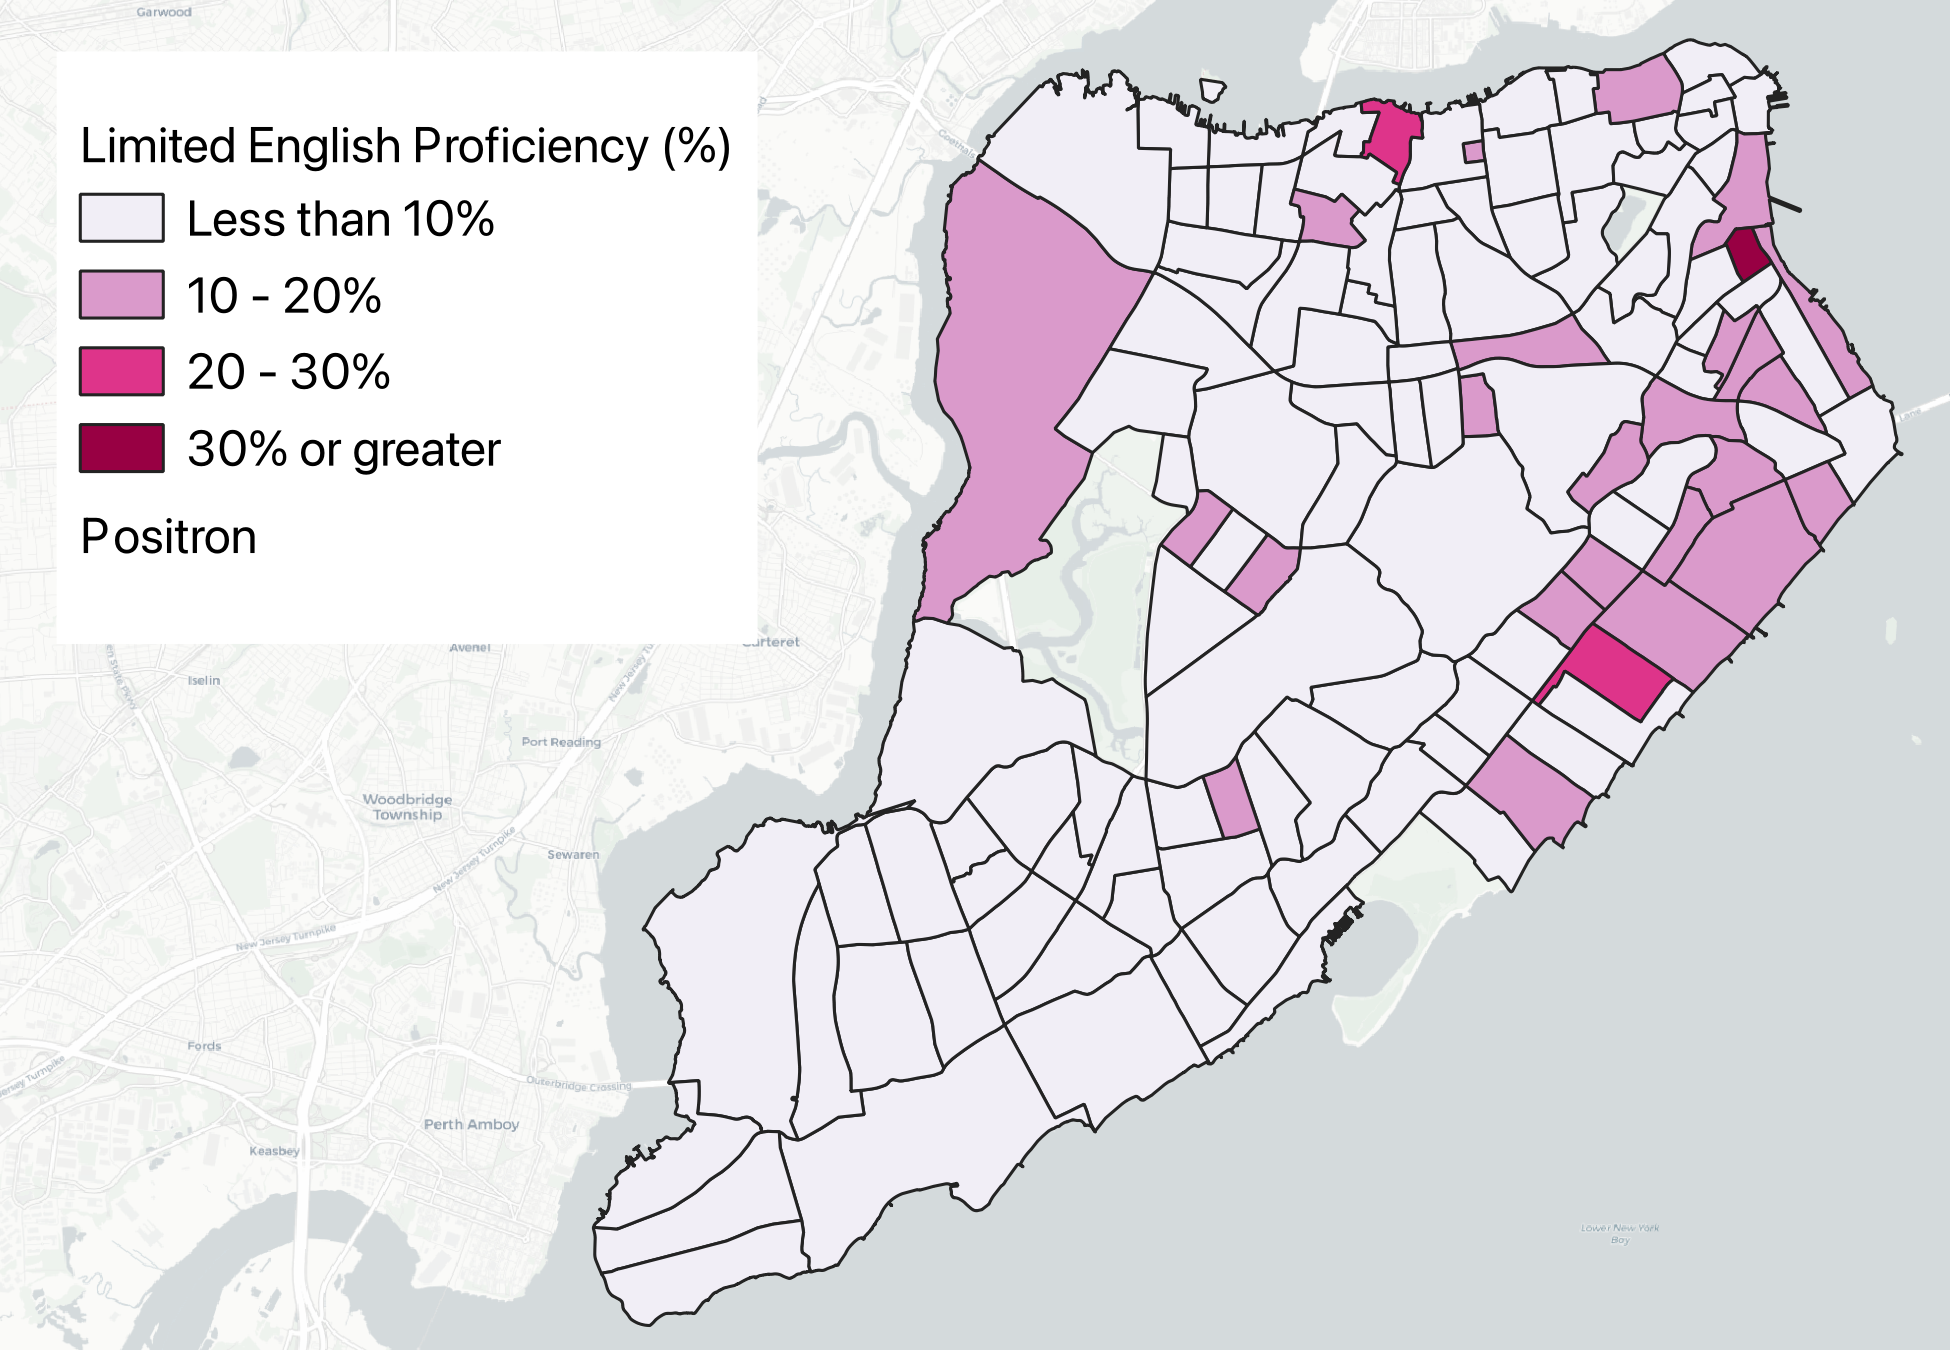 Garwood
Goethals
Limited English Proficiency (%)
Less than 10%
10 - 20%
20 - 30%
30% or greater
Positron
Lane
Carteret
Avenel
Iselin
Port Reading
Woodbridge
Township
New Jersey Turnpike
Sewaren
New Jersey Turnpike
Fords
Outerbridge Crossing
Perth Amboy
Keasbey
Lower New York
Bay